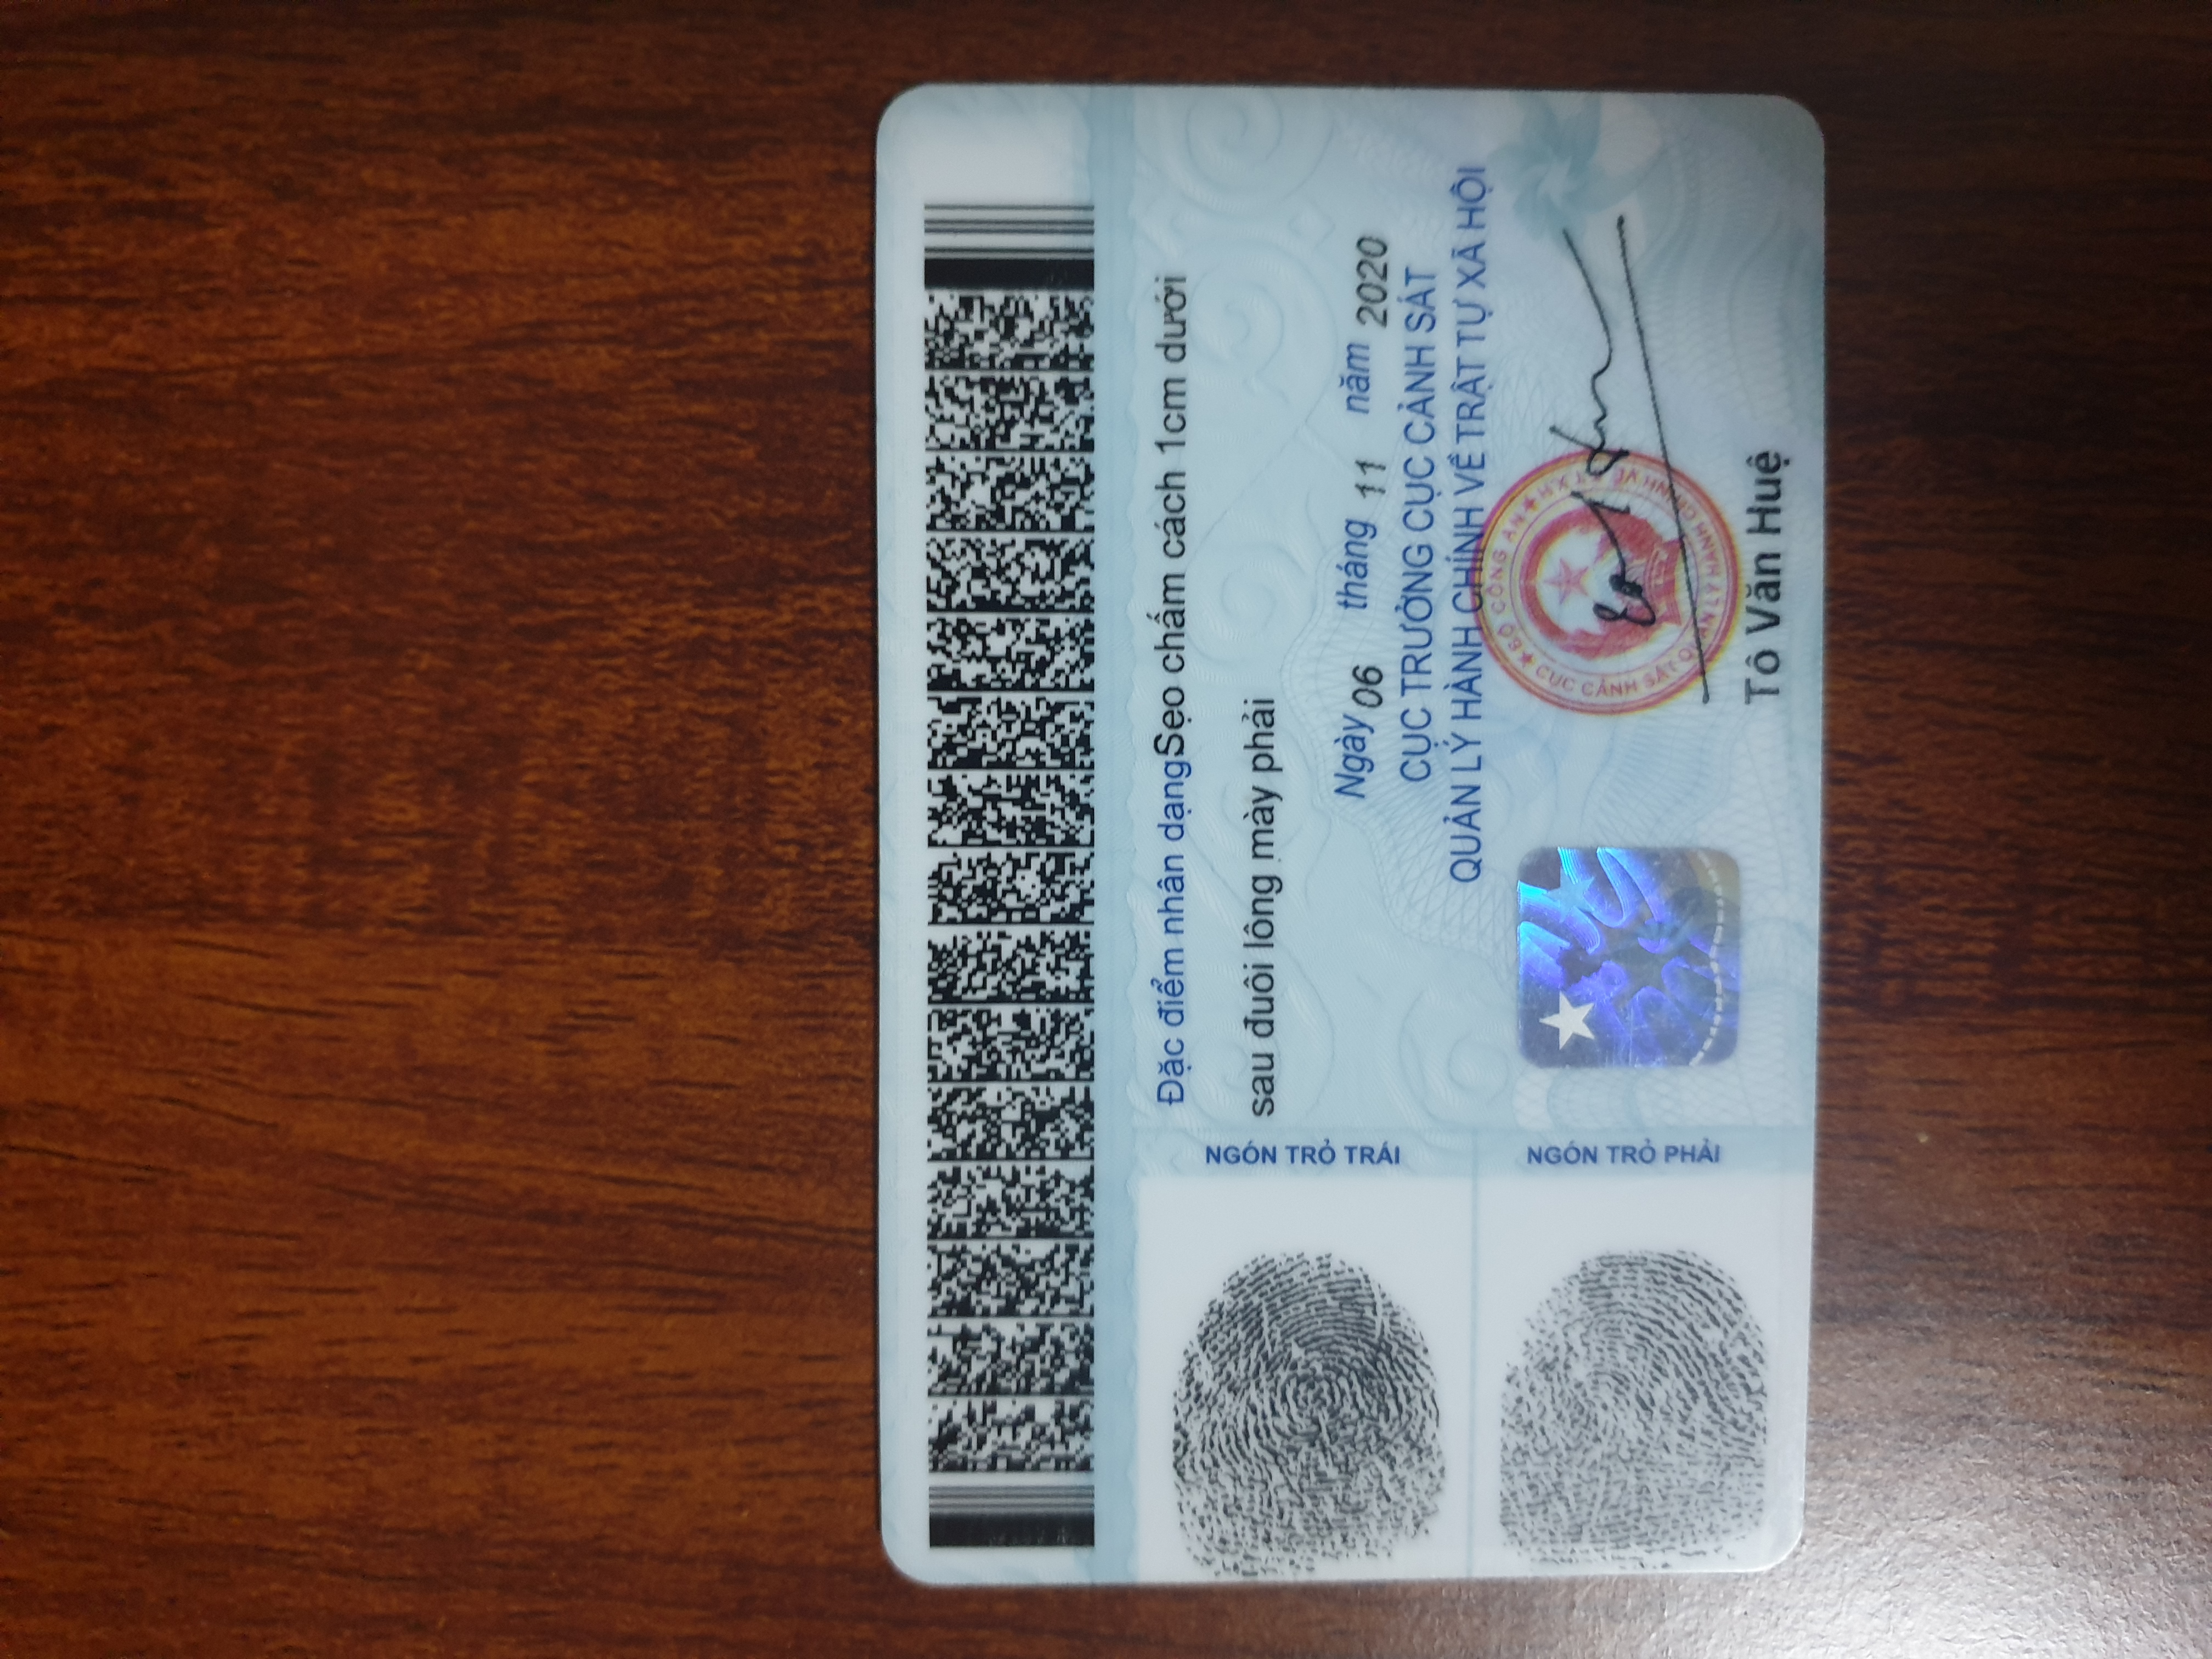 Đặc điểm nhân dạng Sẹo chấm cách 1cm dưới
sau đuôi lông mày phải
NGÓN TRỎ TRÁI
Ngày 06 tháng 11 năm 2020
CỤC TRƯỞNG CỤC CẢNH SÁT
QUẢN LÝ HÀNH CHÍNH VỀ TRẬT TỰ XÃ HỘI
NGÓN TRỎ PHẢI
BỘ CÔNG AN
CỤC CẢNH SÁT QUẢN LÝ HÀNH CHÍNH VỀ
Tô Văn Huệ